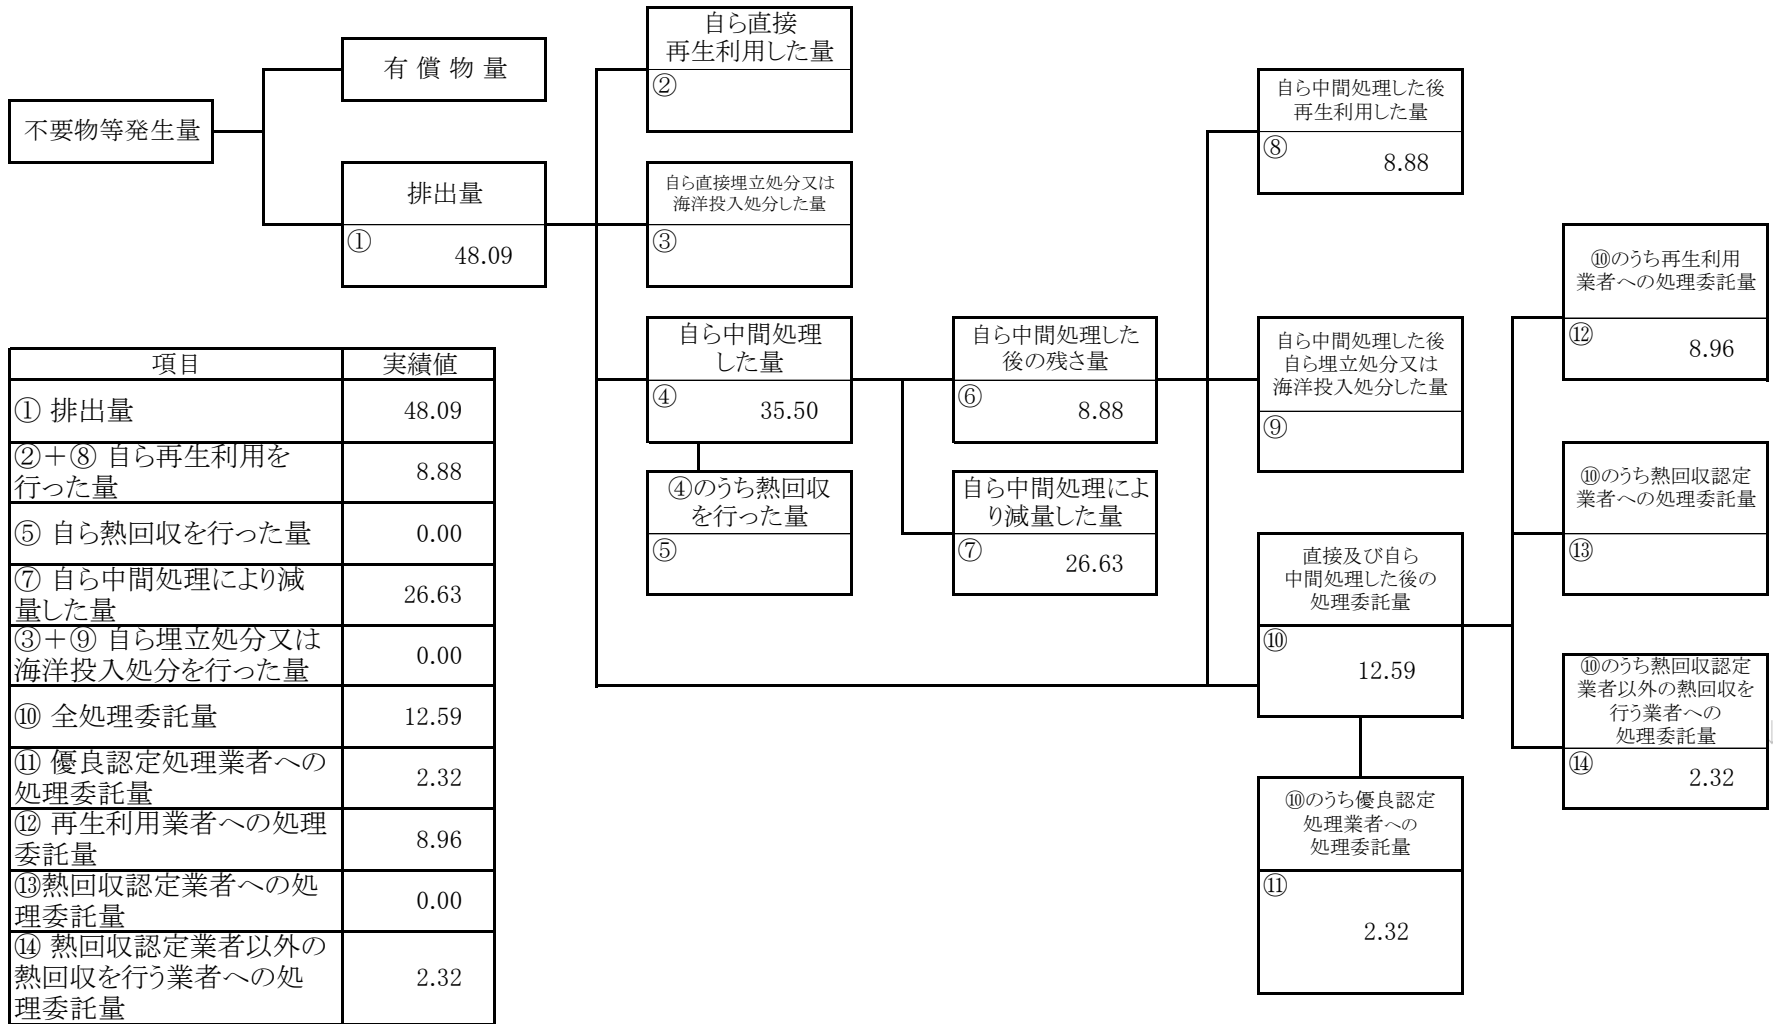 不要物等発生量
有 償 物 量
排出量
①
48.09
自ら直接
再生利用した量
②
自ら直接埋立処分又は
海洋投入処分した量
③
自ら中間処理
した量
④
35.50
④のうち熱回収
を行った量
⑤
自ら中間処理した
後の残さ量
⑥
8.88
自ら中間処理によ
り減量した量
⑦
26.63
自ら中間処理した後
再生利用した量
⑧
8.88
自ら中間処理した後
自ら埋立処分又は
海洋投入処分した量
⑨
直接及び自ら
中間処理した後の
処理委託量
⑩
12.59
⑩のうち優良認定
処理業者への
処理委託量
⑪
2.32
⑩のうち再生利用
業者への処理委託量
⑫
8.96
⑩のうち熱回収認定
業者への処理委託量
⑬
⑩のうち熱回収認定
業者以外の熱回収を
行う業者への
処理委託量
⑭
2.32
項目 実績値
① 排出量 48.09
②＋⑧ 自ら再生利用を
行った量 8.88
⑤ 自ら熱回収を行った量 0.00
⑦ 自ら中間処理により減
量した量 26.63
③＋⑨ 自ら埋立処分又は
海洋投入処分を行った量 0.00
⑩ 全処理委託量 12.59
⑪ 優良認定処理業者への
処理委託量 2.32
⑫ 再生利用業者への処理
委託量 8.96
⑬熱回収認定業者への処
理委託量 0.00
⑭ 熱回収認定業者以外の
熱回収を行う業者への処
理委託量 2.32